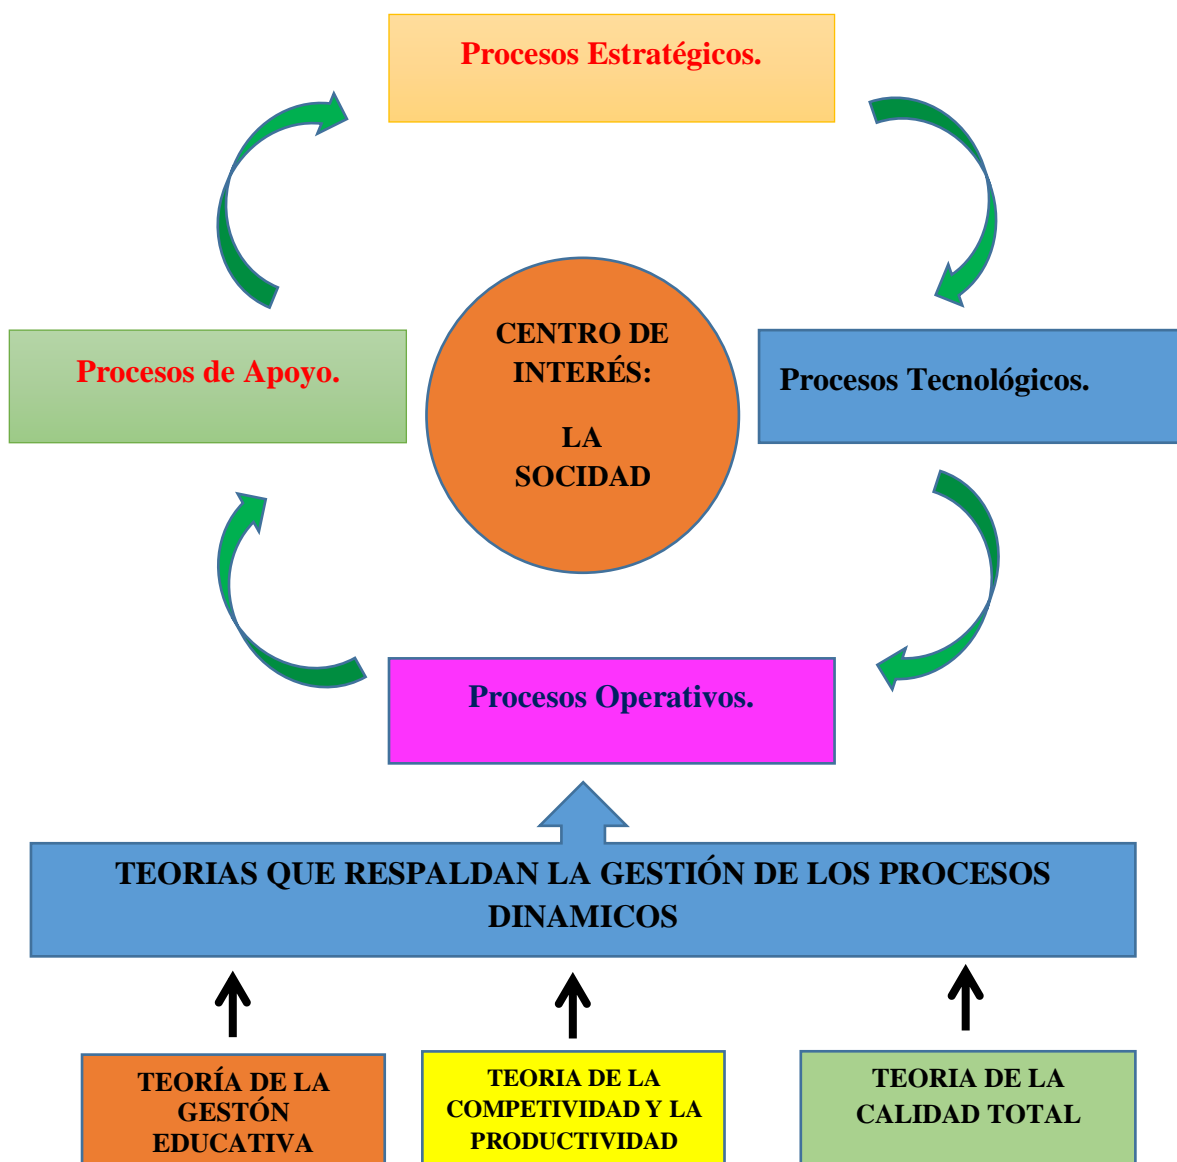 Procesos Estratégicos.
Procesos de Apoyo.
CENTRO DE
INTERÉS:
LA
SOCIDAD
Procesos Tecnológicos.
Procesos Operativos.
TEORIAS QUE RESPALDAN LA GESTIÓN DE LOS PROCESOS
DINAMICOS
TEORÍA DE LA
GESTÓN
EDUCATIVA
TEORIA DE LA
COMPETIVIDAD Y LA
PRODUCTIVIDAD
TEORIA DE LA
CALIDAD TOTAL